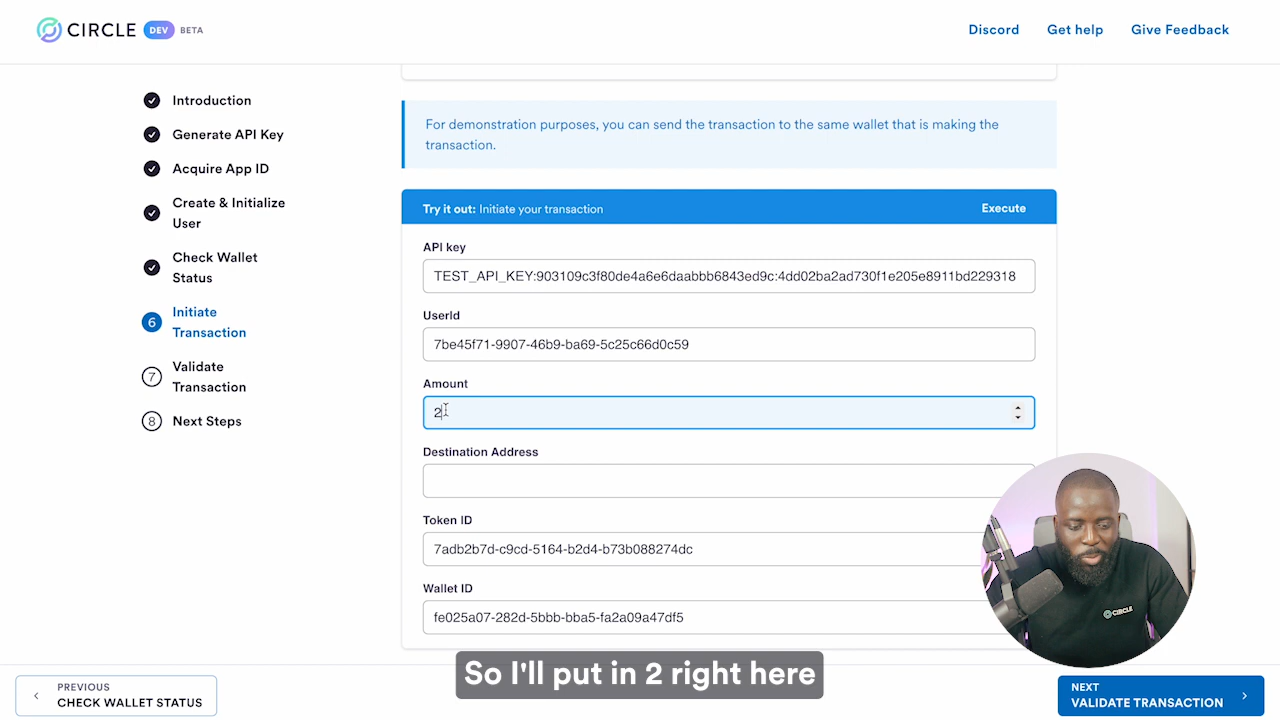 CIRCLE DEV BETA
Discord
Get help
Give Feedback
Introduction
Generate API Key
Acquire App ID
Create & Initialize
User
Check Wallet
Status
6 Initiate
Transaction
7 Validate
Transaction
8 Next Steps
For demonstration purposes, you can send the transaction to the same wallet that is making the
transaction.
Try it out: Initiate your transaction
Execute
API key
TEST_API_KEY:903109c3f80de4a6e6daabbb6843ed9c:4dd02ba2ad730f1e205e8911bd229318
UserId
7be45f71-9907-46b9-ba69-5c25c66d0c59
Amount
2
Destination Address
Token ID
7adb2b7d-c9cd-5164-b2d4-b73b088274dc
Wallet ID
fe025a07-282d-5bbb-bba5-fa2a09a47df5
CIRCLE
So I'll put in 2 right here
PREVIOUS
CHECK WALLET STATUS
NEXT
VALIDATE TRANSACTION